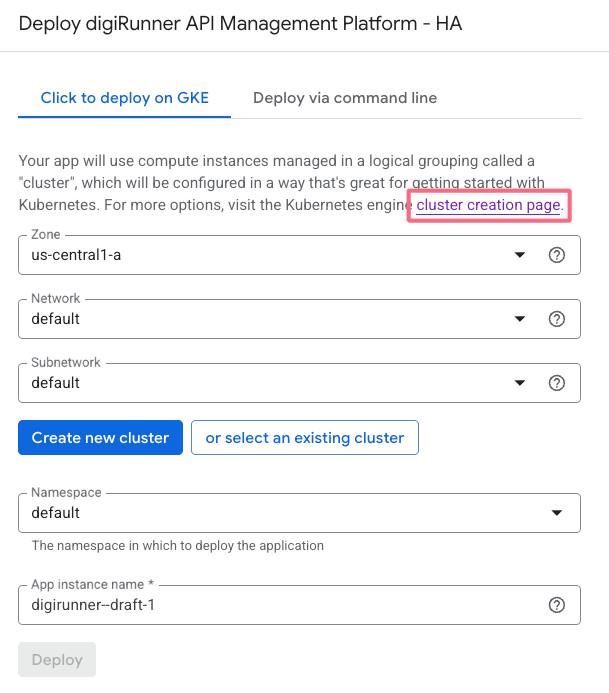 Deploy digiRunner API Management Platform - HA
Click to deploy on GKE
Deploy via command line
Your app will use compute instances managed in a logical grouping called a
"cluster", which will be configured in a way that's great for getting started with
Kubernetes. For more options, visit the Kubernetes engine cluster creation page.
Zone
us-central1-a
Network
default
Subnetwork
default
Create new cluster
or select an existing cluster
Namespace
default
The namespace in which to deploy the application
App instance name *
digirunner--draft-1
Deploy